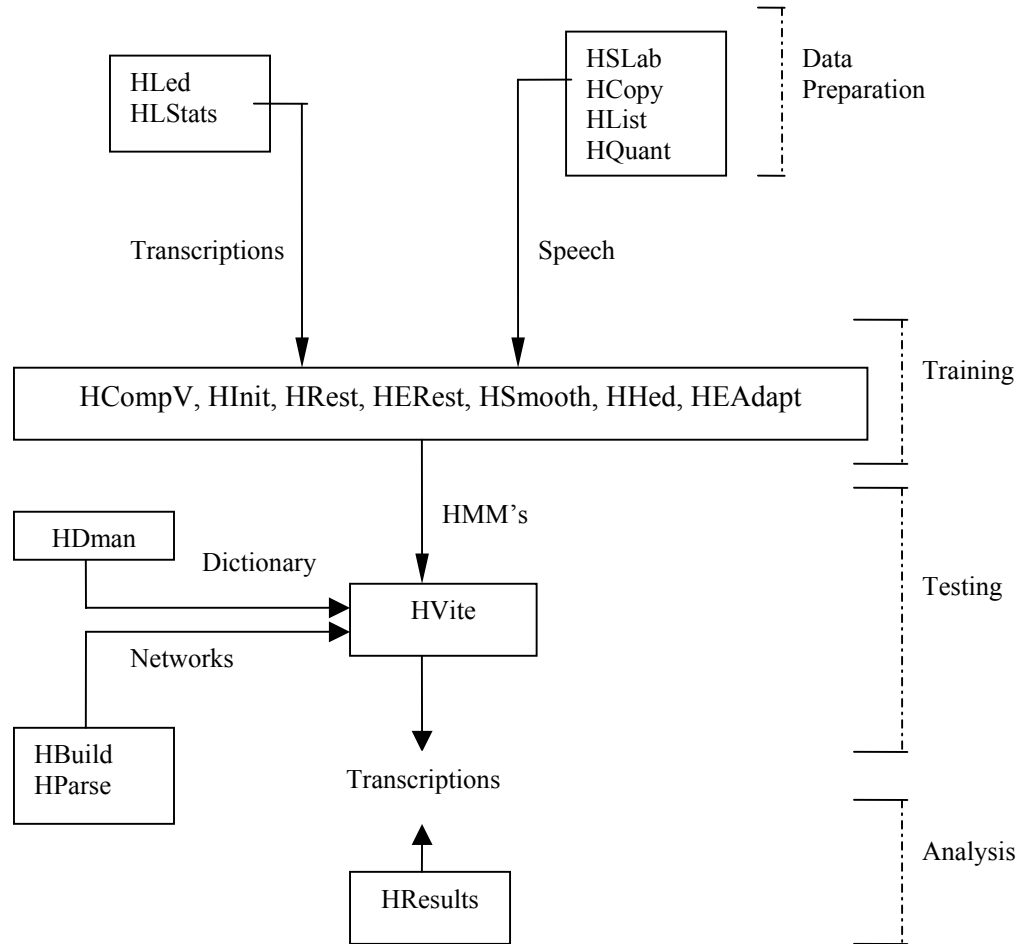 HLed
HLStats
HSLab
HCopy
HList
HQuant
Data
Preparation
Transcriptions
Speech
Training
HCompV, HInit, HRest, HERest, HSmooth, HHed, HEAdapt
HMM’s
HDman
Dictionary
HVite
Testing
Networks
HBuild
HParse
Transcriptions
Analysis
HResults